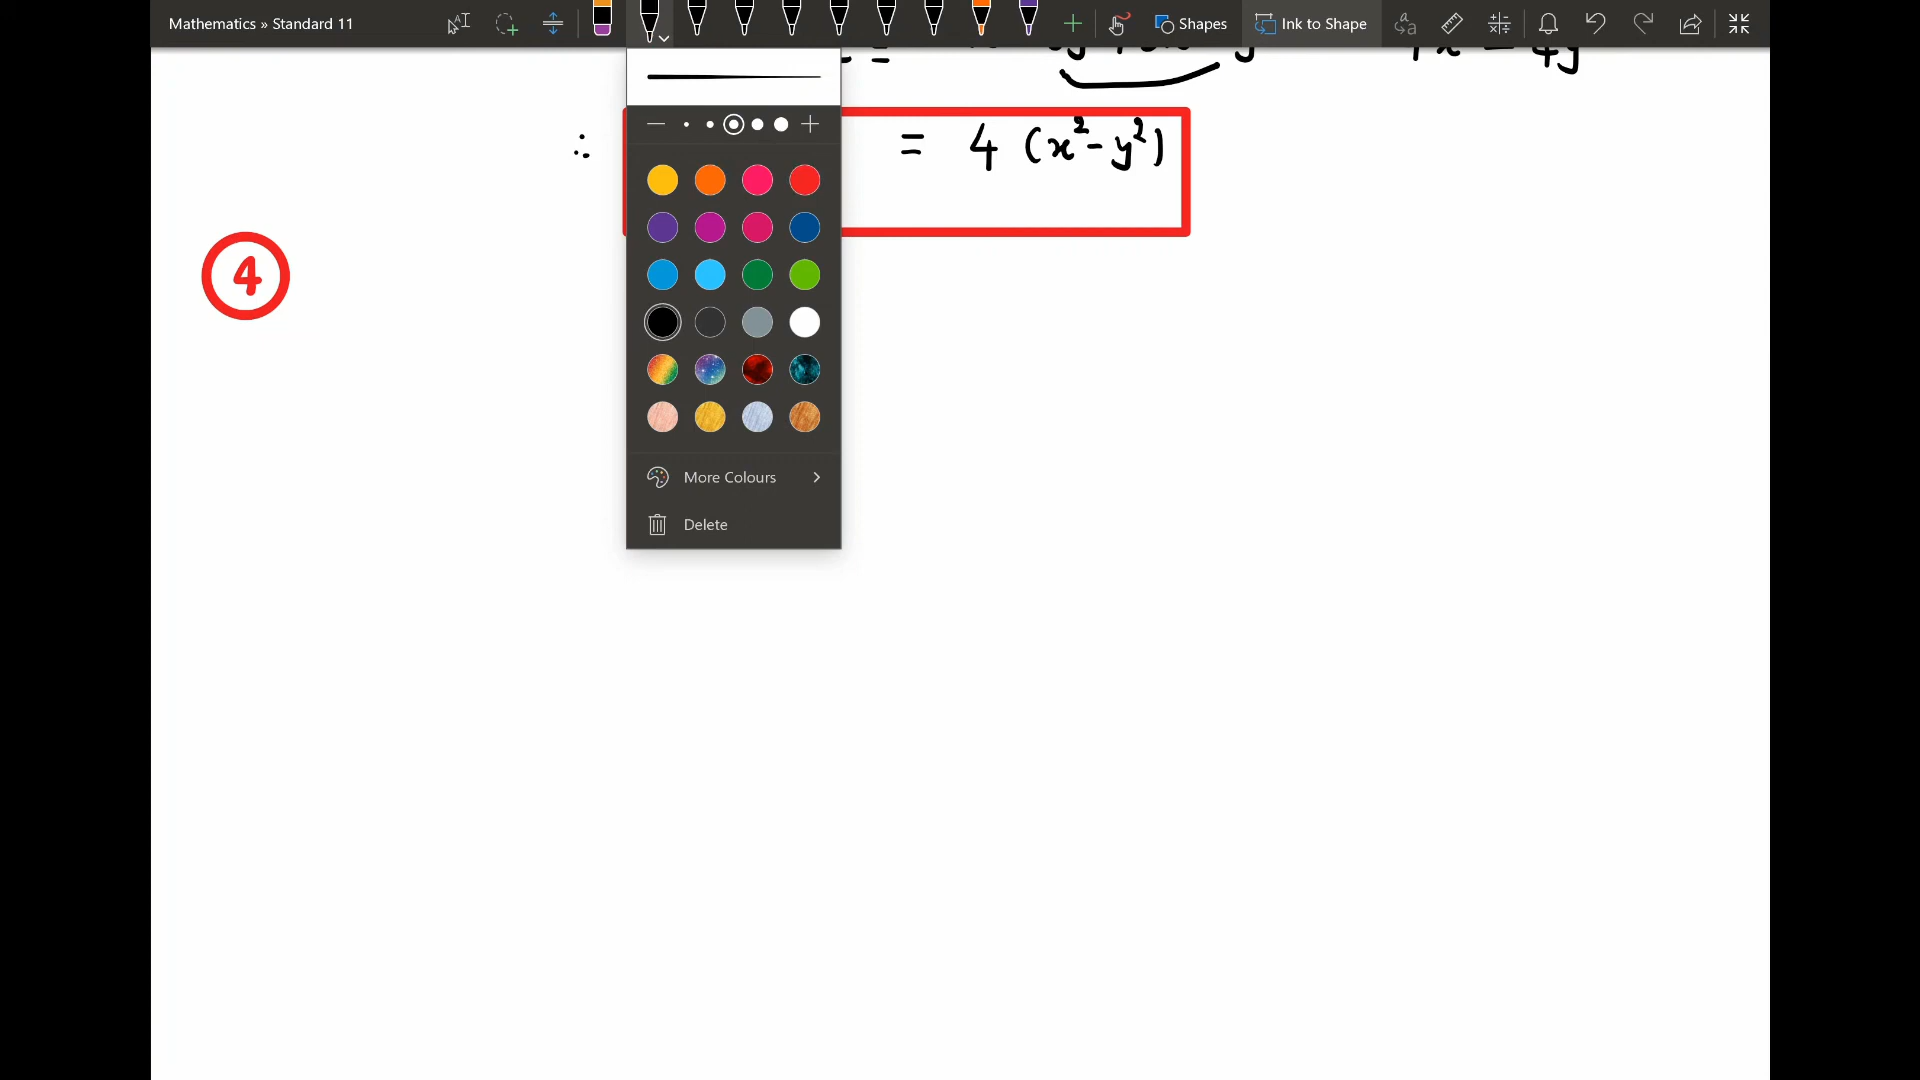 Mathematics » Standard 11
Shapes
Ink to Shape
∴ = 4 (x² - y²)
4
More Colours
Delete